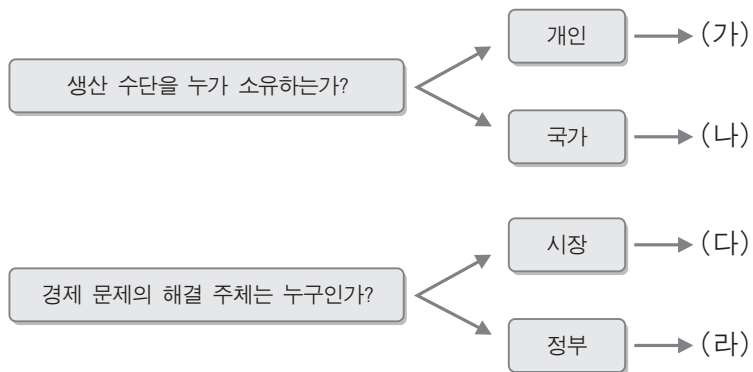 개인
(가)
생산 수단을 누가 소유하는가?
국가
(나)
시장
(다)
경제 문제의 해결 주체는 누구인가?
정부
(라)